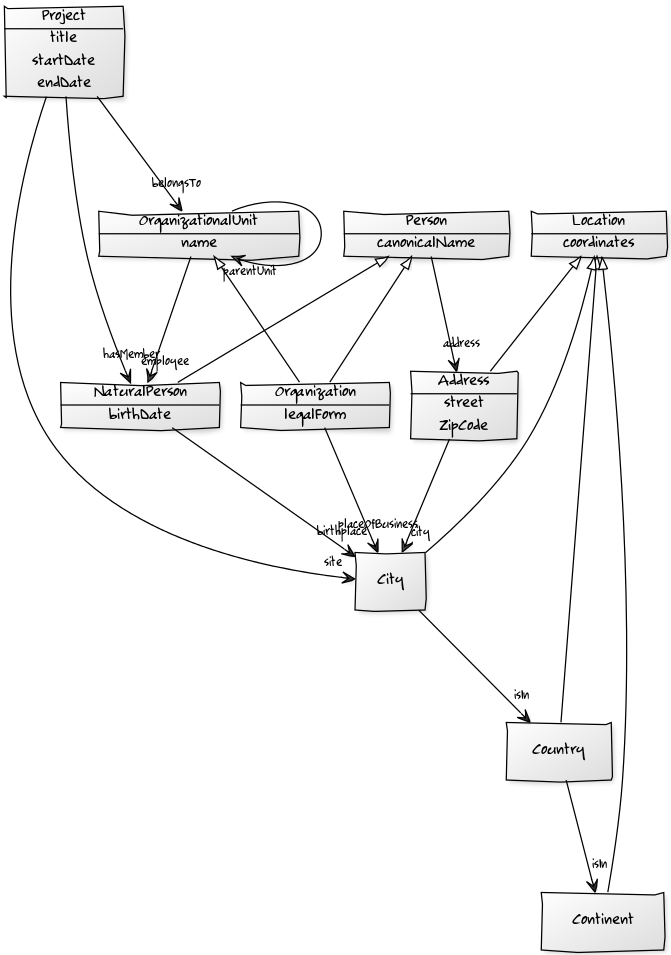 Project
title
startDate
endDate
belongsTo
OrganizationalUnit
name
Person
canonicalName
Location
coordinates
parentUnit
address
hasMember
employee
NaturalPerson
birthDate
Organization
legalForm
Address
street
ZipCode
placeOfBusiness
birthplace
city
site
City
isIn
Country
isIn
Continent